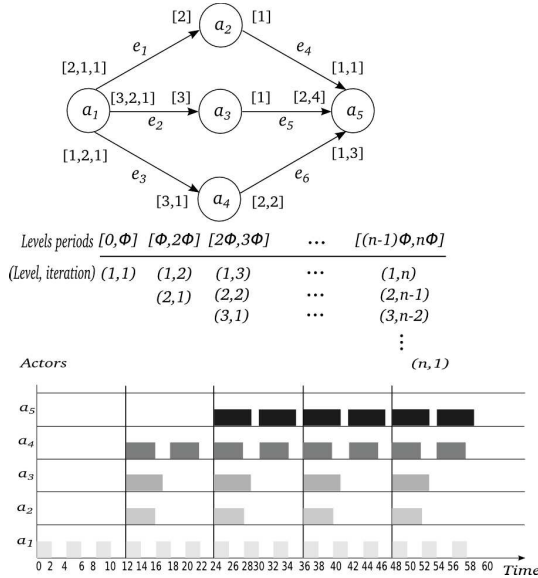 [2] a2 [1]
e1 e4
[2,1,1] [1,1]
a1 [3,2,1] [3] a3 [1] [2,4] a5
e2 e5
[1,2,1] [1,3]
e3 e6
[3,1] a4 [2,2]
Levels periods [0,Φ] [Φ,2Φ] [2Φ,3Φ] ... [(n-1)Φ,nΦ]
(Level, iteration) (1,1) (1,2) (1,3) ... (1,n)
(2,1) (2,2) ... (2,n-1)
(3,1) ... (3,n-2)
⋮
(n,1)
Actors
a5
a4
a3
a2
a1
0 2 4 6 8 10 12 14 16 18 20 22 24 26 28 30 32 34 36 38 40 42 44 46 48 50 52 54 56 58 60 Time